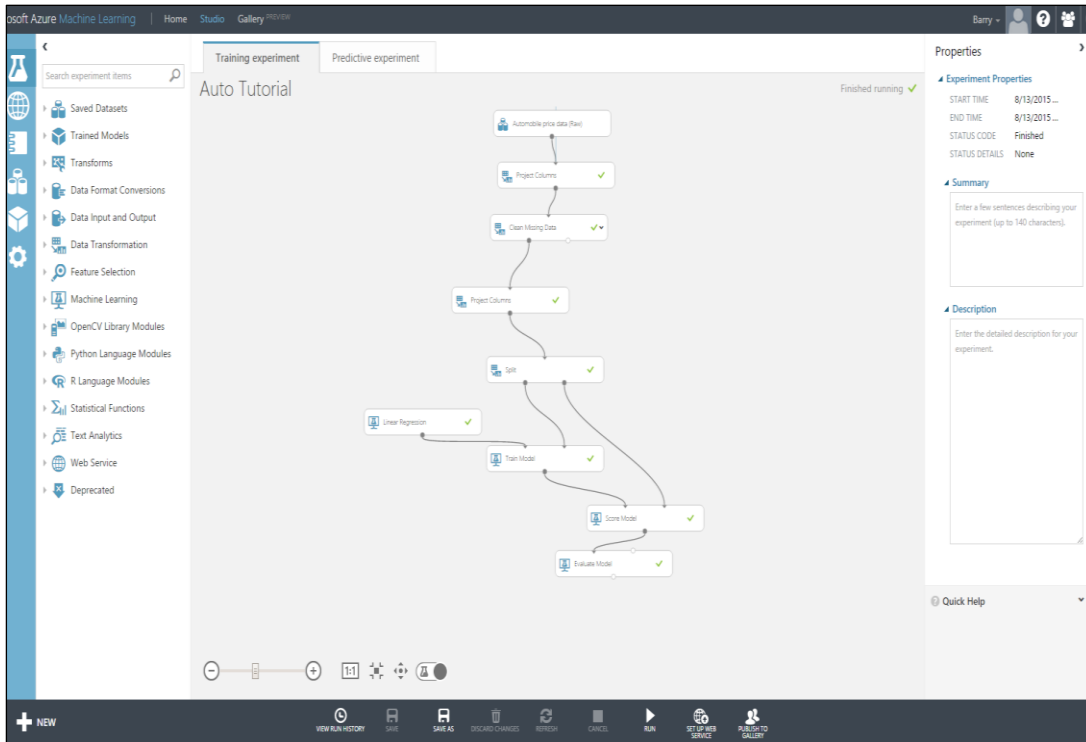 osoft Azure Machine Learning | Home Studio Gallery PREVIEW Barry
Search experiment items
Saved Datasets
Trained Models
Transforms
Data Format Conversions
Data Input and Output
Data Transformation
Feature Selection
Machine Learning
OpenCV Library Modules
Python Language Modules
R Language Modules
Statistical Functions
Text Analytics
Web Service
Deprecated
Training experiment Predictive experiment
Auto Tutorial
Finished running
Automobile price data (Raw)
Project Columns
Clean Missing Data
Project Columns
Split
Linear Regression
Train Model
Score Model
Evaluate Model
1:1
Properties
Experiment Properties
START TIME 8/13/2015 ...
END TIME 8/13/2015 ...
STATUS CODE Finished
STATUS DETAILS None
Summary
Enter a few sentences describing your
experiment (up to 140 characters).
Description
Enter the detailed description for your
experiment.
Quick Help
NEW
VIEW RUN HISTORY
SAVE
SAVE AS
DISCARD CHANGES
REFRESH
CANCEL
RUN
SET UP WEB
SERVICE
PUBLISH TO
GALLERY